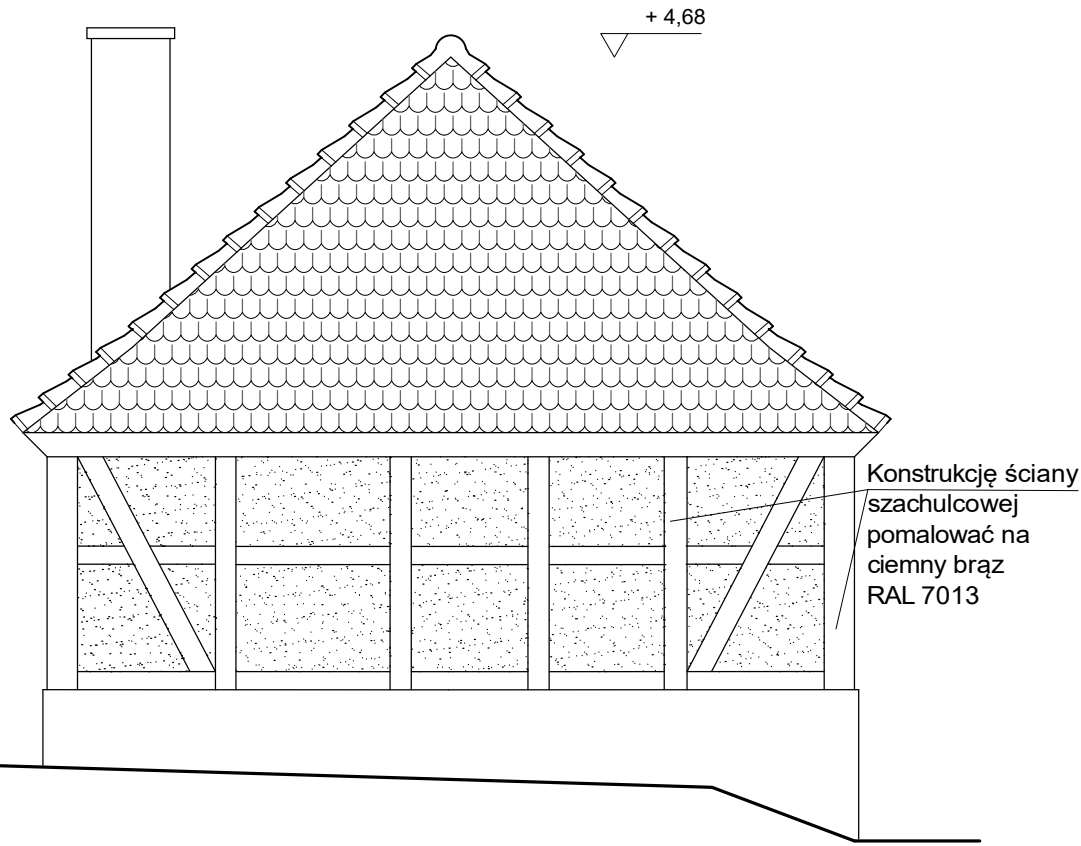 + 4,68
Konstrukcję ściany
szachulcowej
pomalować na
ciemny brąz
RAL 7013